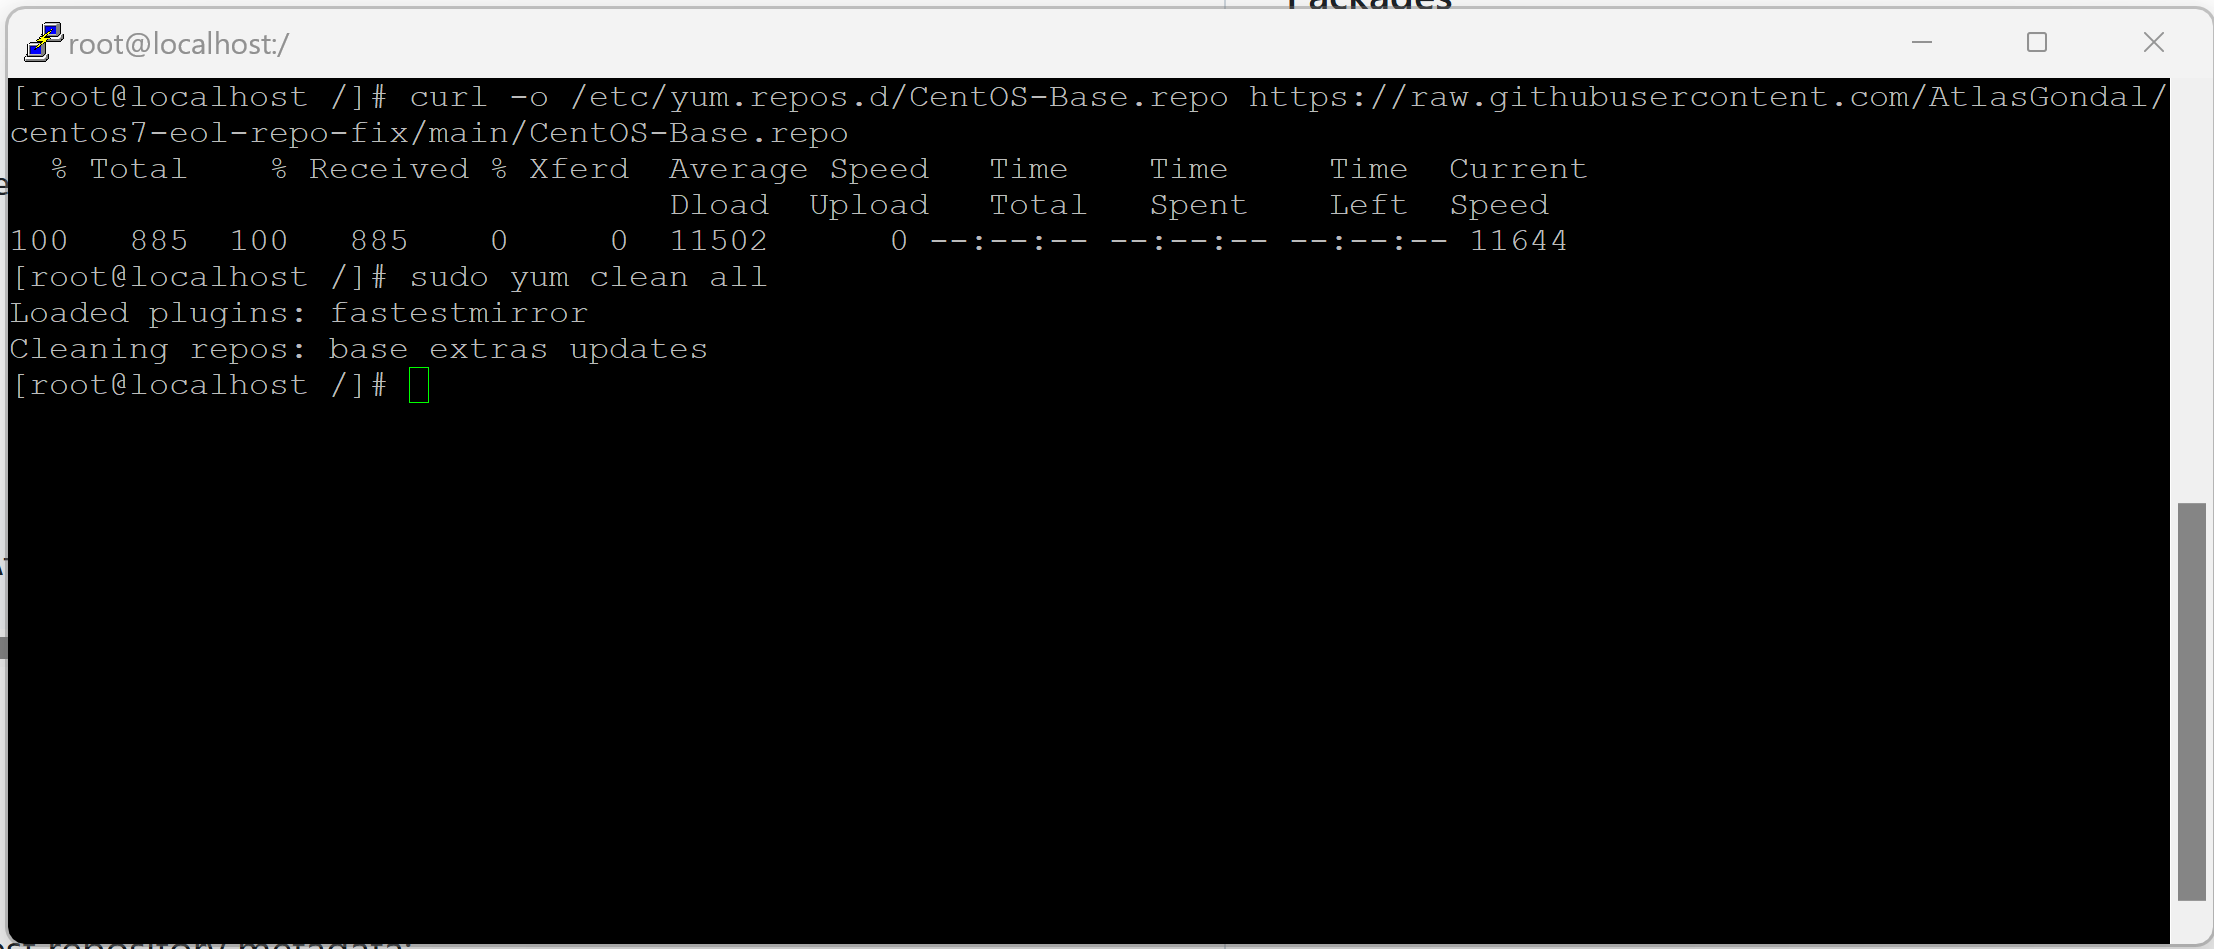 Packages
root@localhost:/
[root@localhost /]# curl -o /etc/yum.repos.d/CentOS-Base.repo https://raw.githubusercontent.com/AtlasGondal/
centos7-eol-repo-fix/main/CentOS-Base.repo
  % Total    % Received % Xferd  Average Speed   Time    Time     Time  Current
                                 Dload  Upload   Total   Spent    Left  Speed
100   885  100   885    0     0  11502      0 --:--:-- --:--:-- --:--:-- 11644
[root@localhost /]# sudo yum clean all
Loaded plugins: fastestmirror
Cleaning repos: base extras updates
[root@localhost /]#
repository metadata: